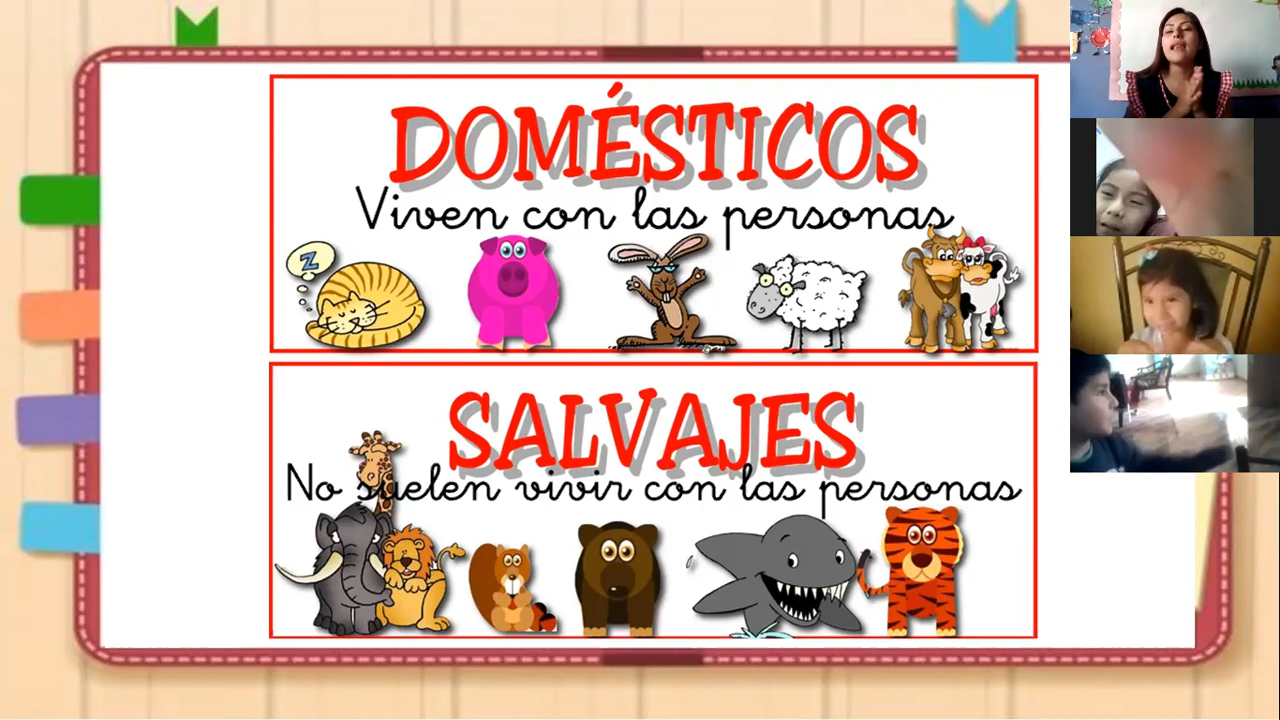 DOMÉSTICOS
Viven con las personas
Z
SALVAJES
No suelen vivir con las personas